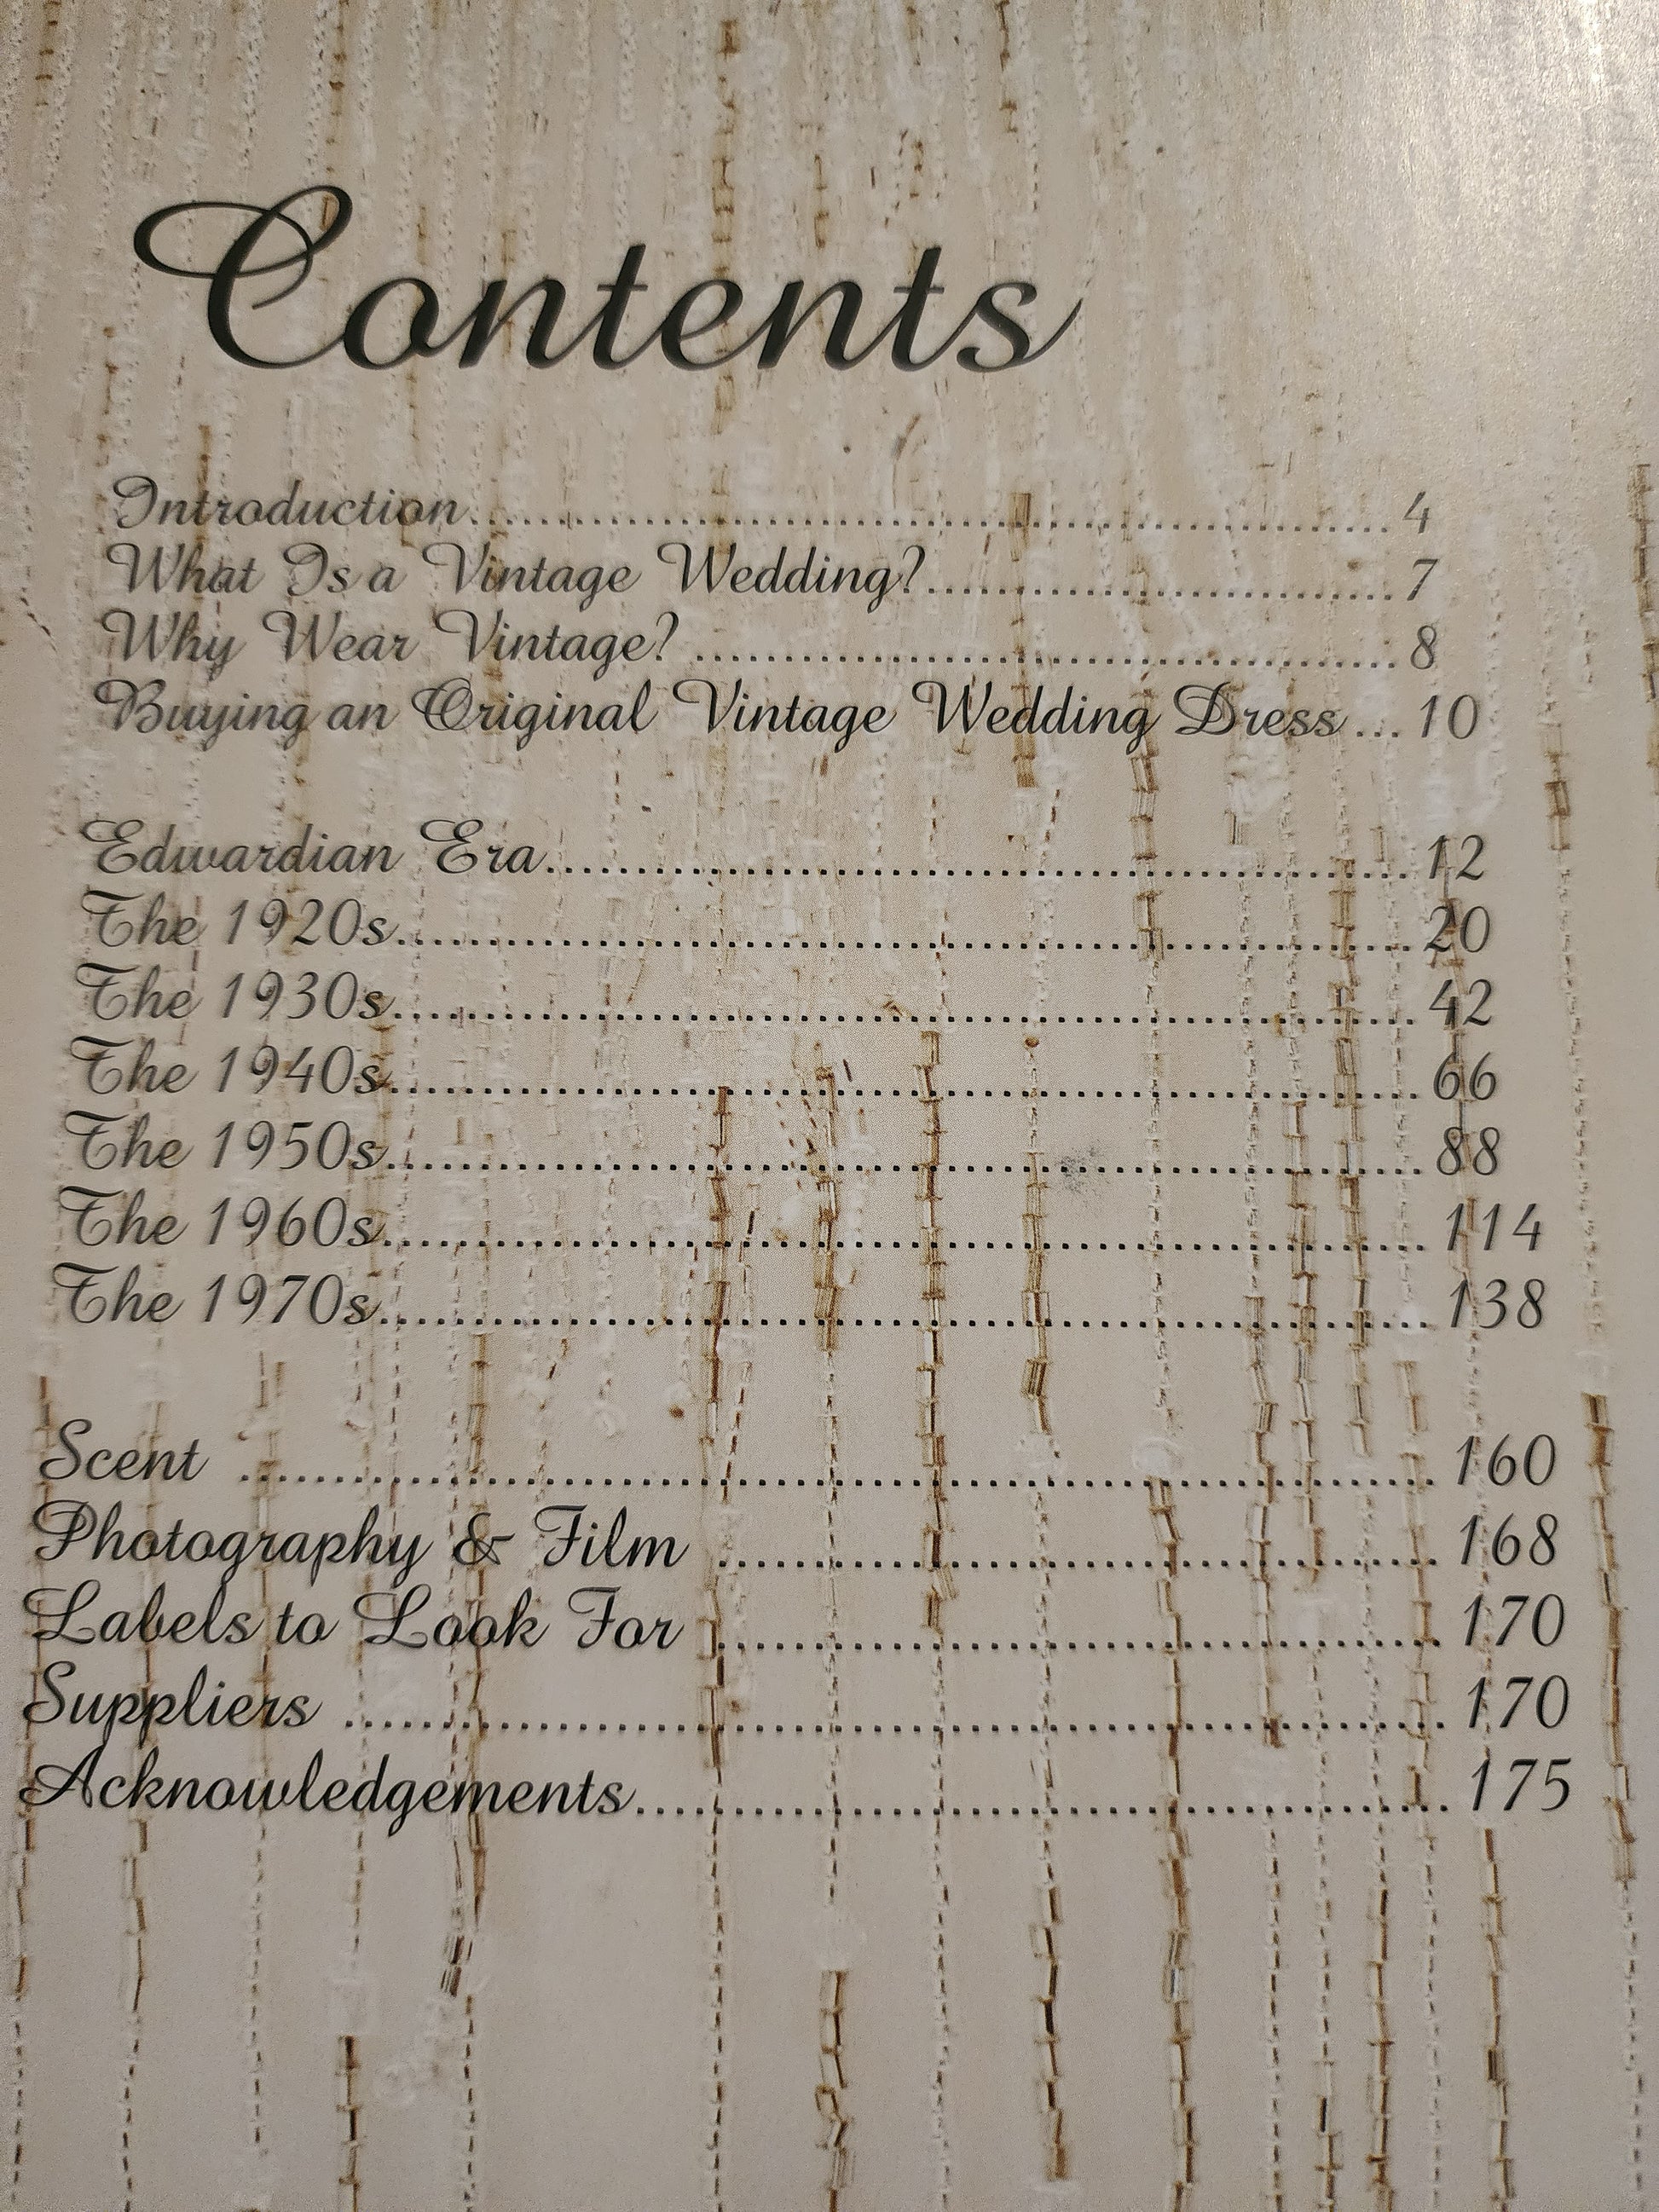 Contents
Introduction.................................................. 4
What Is a Vintage Wedding?.......................... 7
Why Wear Vintage? ....................................... 8
Buying an Original Vintage Wedding Dress ... 10
Edwardian Era................................................ 12
The 1920s........................................................ 20
The 1930s........................................................ 42
The 1940s........................................................ 66
The 1950s........................................................ 88
The 1960s........................................................ 114
The 1970s........................................................ 138
Scent ............................................................... 160
Photography & Film ...................................... 168
Labels to Look For ........................................ 170
Suppliers ........................................................ 170
Acknowledgements......................................... 175